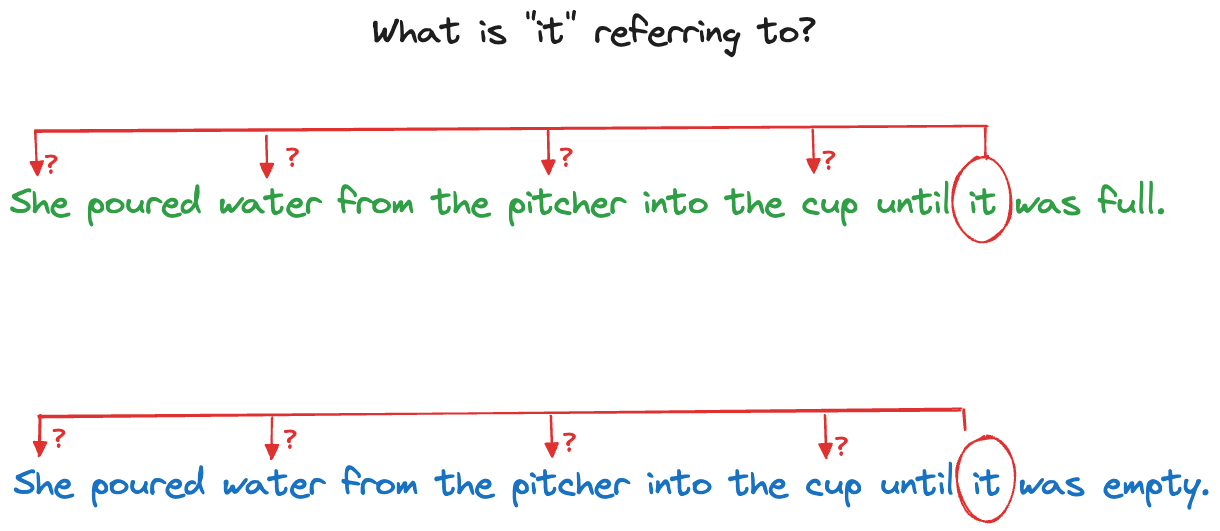 What is "it" referring to?
? ? ? ?
She poured water from the pitcher into the cup until it was full.
? ? ? ?
She poured water from the pitcher into the cup until it was empty.